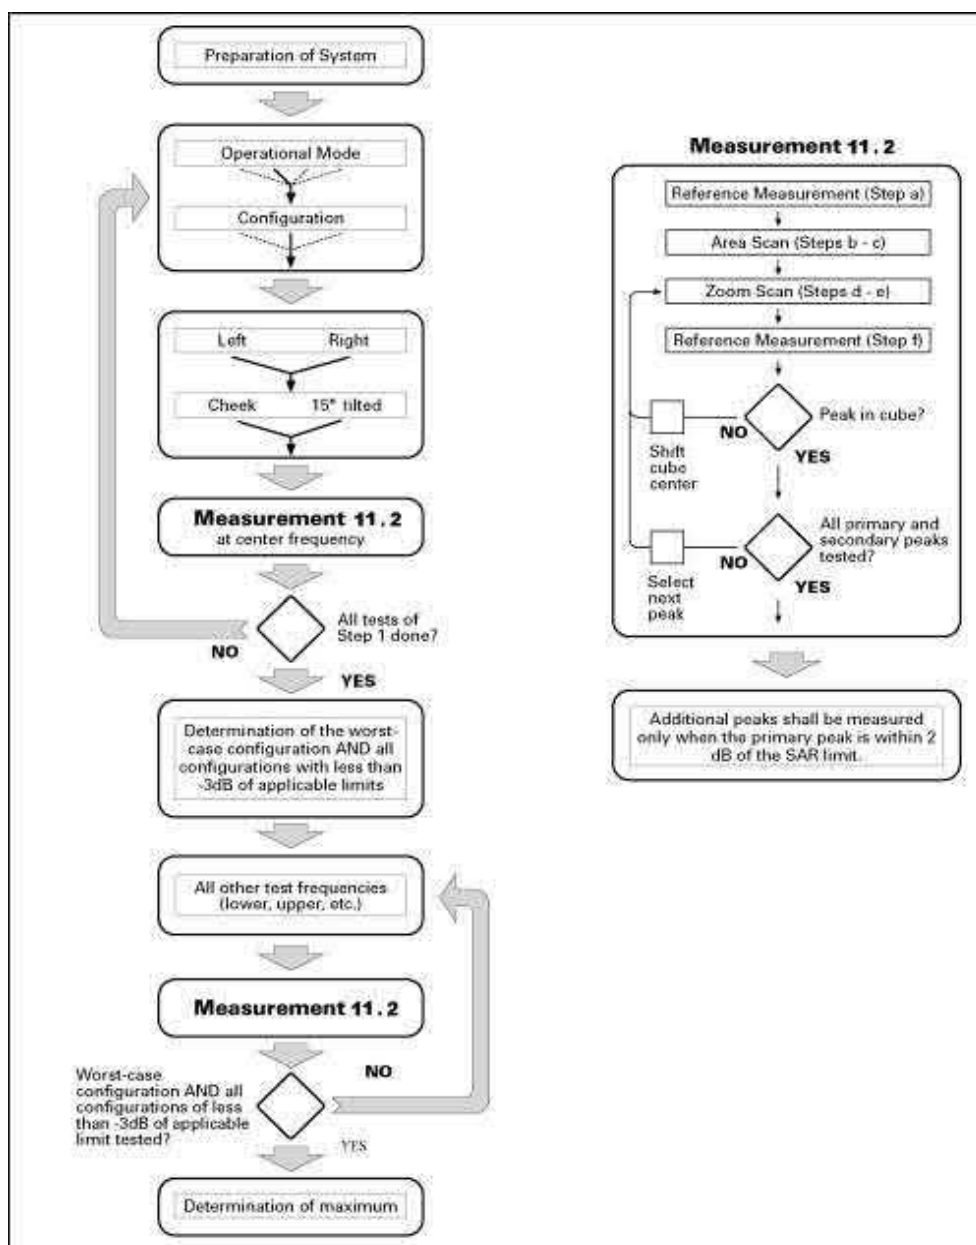 Preparation of System
Operational Mode
Configuration
Left Right
Cheek 15° tilted
Measurement 11.2
at center frequency
All tests of
Step 1 done?
NO
YES
Determination of the worst-
case configuration AND all
configurations with less than
-3dB of applicable limits
All other test frequencies
(lower, upper, etc.)
Measurement 11.2
Worst-case
configuration AND all
configurations of less
than -3dB of applicable
limit tested?
NO
YES
Determination of maximum
Measurement 11.2
Reference Measurement (Step a)
Area Scan (Steps b - c)
Zoom Scan (Steps d - e)
Reference Measurement (Step f)
Peak in cube?
NO
Shift
cube
center
YES
All primary and
secondary peaks
tested?
NO
Select
next
peak
YES
Additional peaks shall be measured
only when the primary peak is within 2
dB of the SAR limit.